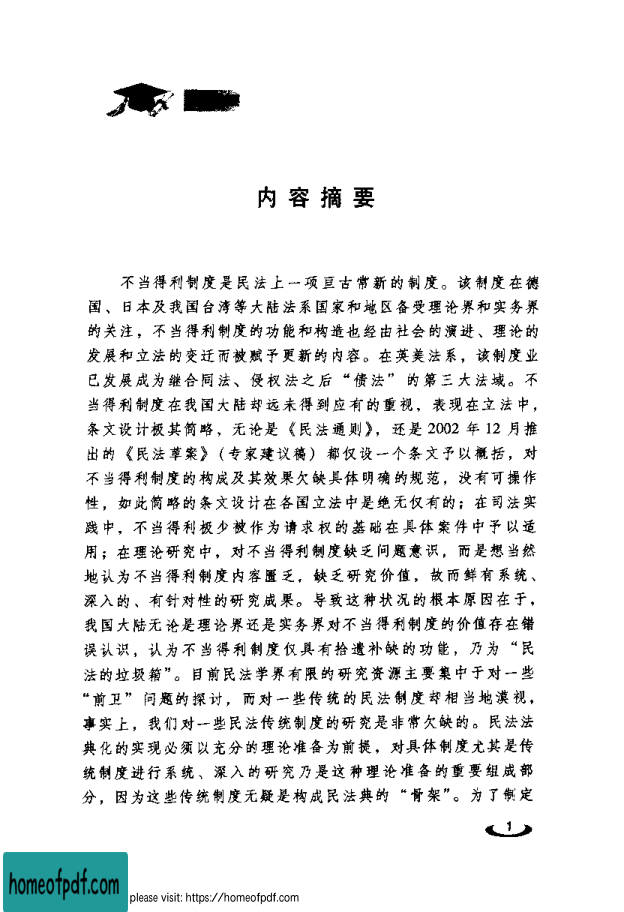 内容摘要
不当得利制度是民法上一项亘古常新的制度。该制度在德
国、日本及我国台湾等大陆法系国家和地区备受理论界和实务界
的关注，不当得利制度的功能和构造也经由社会的演进、理论的
发展和立法的变迁而被赋予更新的内容。在英美法系，该制度业
已发展成为继合同法、侵权法之后“债法”的第三大法域。不
当得利制度在我国大陆却远未得到应有的重视，表现在立法中，
条文设计极其简略，无论是《民法通则》，还是2002年12月推
出的《民法草案》（专家建议稿）都仅设一个条文予以概括，对
不当得利制度的构成及其效果欠缺具体明确的规范，没有可操作
性，如此简略的条文设计在各国立法中是绝无仅有的；在司法实
践中，不当得利极少被作为请求权的基础在具体案件中予以适
用；在理论研究中，对不当得利制度缺乏问题意识，而是想当然
地认为不当得利制度内容匮乏，缺乏研究价值，故而鲜有系统、
深入的、有针对性的研究成果。导致这种状况的根本原因在于，
我国大陆无论是理论界还是实务界对不当得利制度的价值存在错
误认识，认为不当得利制度仅具有拾遗补缺的功能，乃为“民
法的垃圾箱”。目前民法学界有限的研究资源主要集中于对一些
“前卫”问题的探讨，而对一些传统的民法制度却相当地漠视，
事实上，我们对一些民法传统制度的研究是非常欠缺的。民法法
典化的实现必须以充分的理论准备为前提，对具体制度尤其是传
统制度进行系统、深入的研究乃是这种理论准备的重要组成部
分，因为这些传统制度无疑是构成民法典的“骨架”。为了制定
1
homeofpdf.com
please visit: https://homeofpdf.com